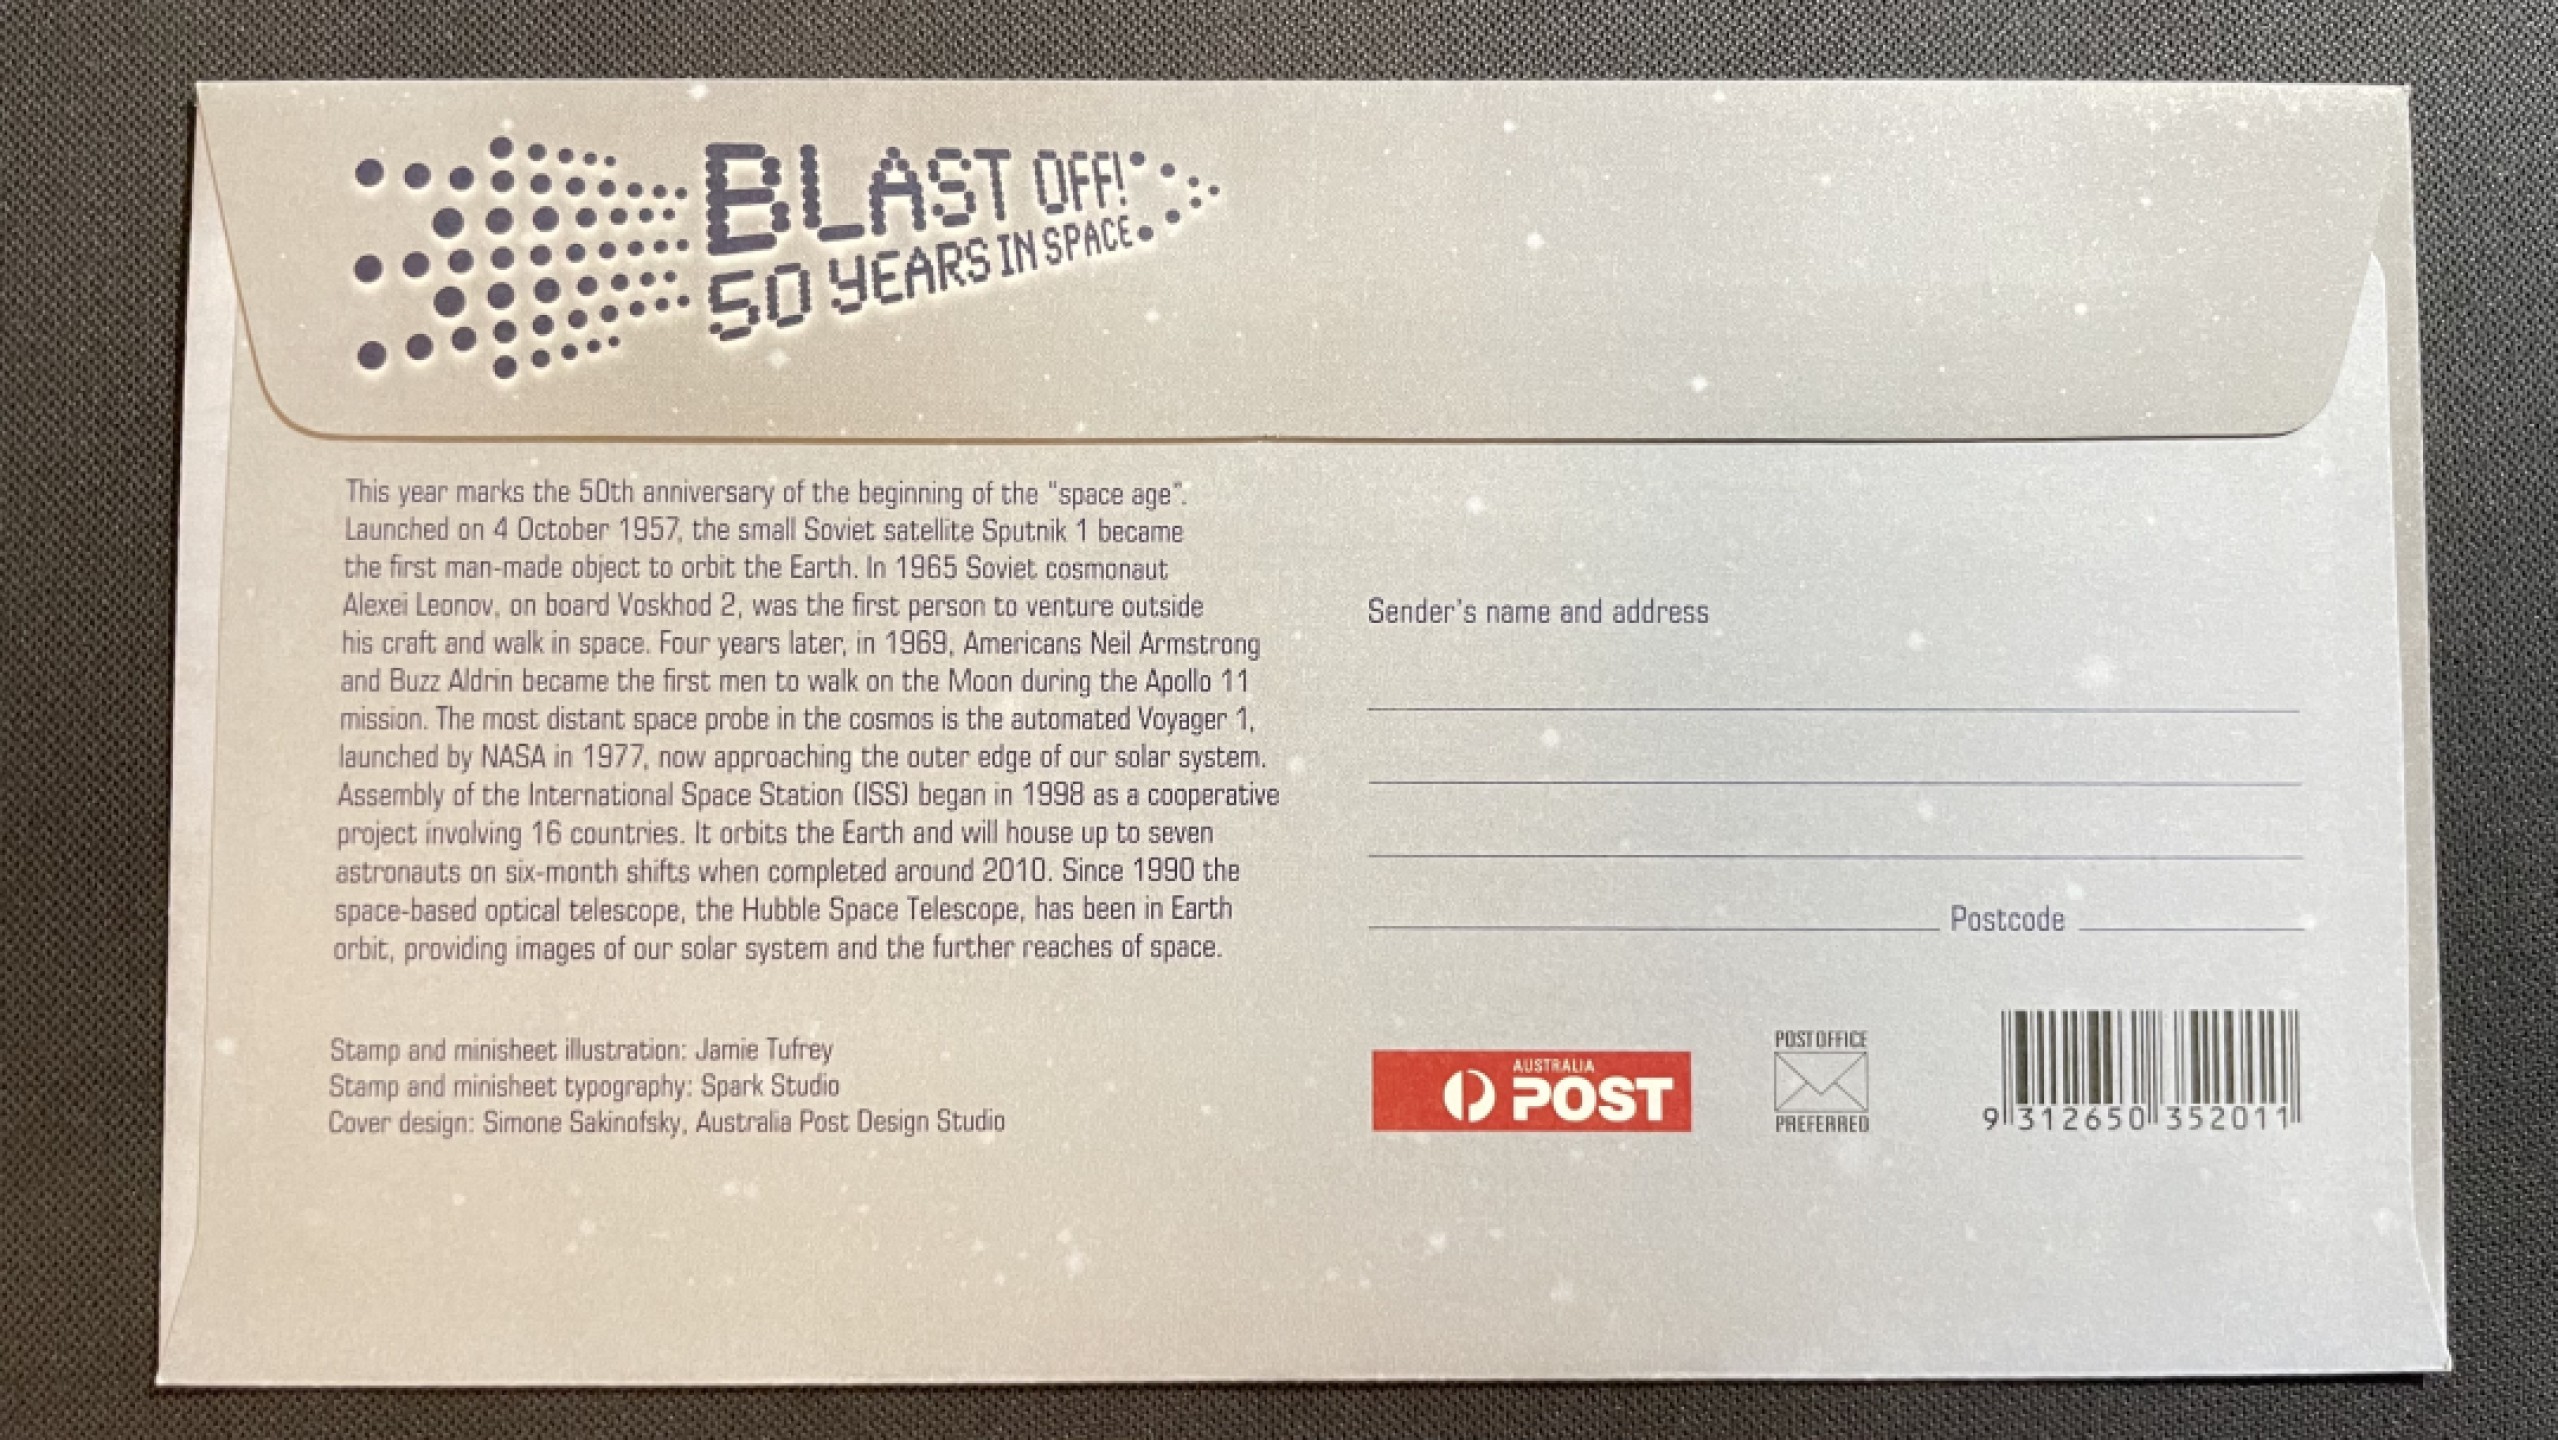 BLAST OFF!
50 YEARS IN SPACE
This year marks the 50th anniversary of the beginning of the "space age".
Launched on 4 October 1957, the small Soviet satellite Sputnik 1 became
the first man-made object to orbit the Earth. In 1965 Soviet cosmonaut
Alexei Leonov, on board Voskhod 2, was the first person to venture outside
his craft and walk in space. Four years later, in 1969, Americans Neil Armstrong
and Buzz Aldrin became the first men to walk on the Moon during the Apollo 11
mission. The most distant space probe in the cosmos is the automated Voyager 1,
launched by NASA in 1977, now approaching the outer edge of our solar system.
Assembly of the International Space Station (ISS) began in 1998 as a cooperative
project involving 16 countries. It orbits the Earth and will house up to seven
astronauts on six-month shifts when completed around 2010. Since 1990 the
space-based optical telescope, the Hubble Space Telescope, has been in Earth
orbit, providing images of our solar system and the further reaches of space.
Stamp and minisheet illustration: Jamie Tufrey
Stamp and minisheet typography: Spark Studio
Cover design: Simone Sakinofsky, Australia Post Design Studio
Sender's name and address
Postcode
AUSTRALIA
POST
POST OFFICE
PREFERRED
9 312650 352011